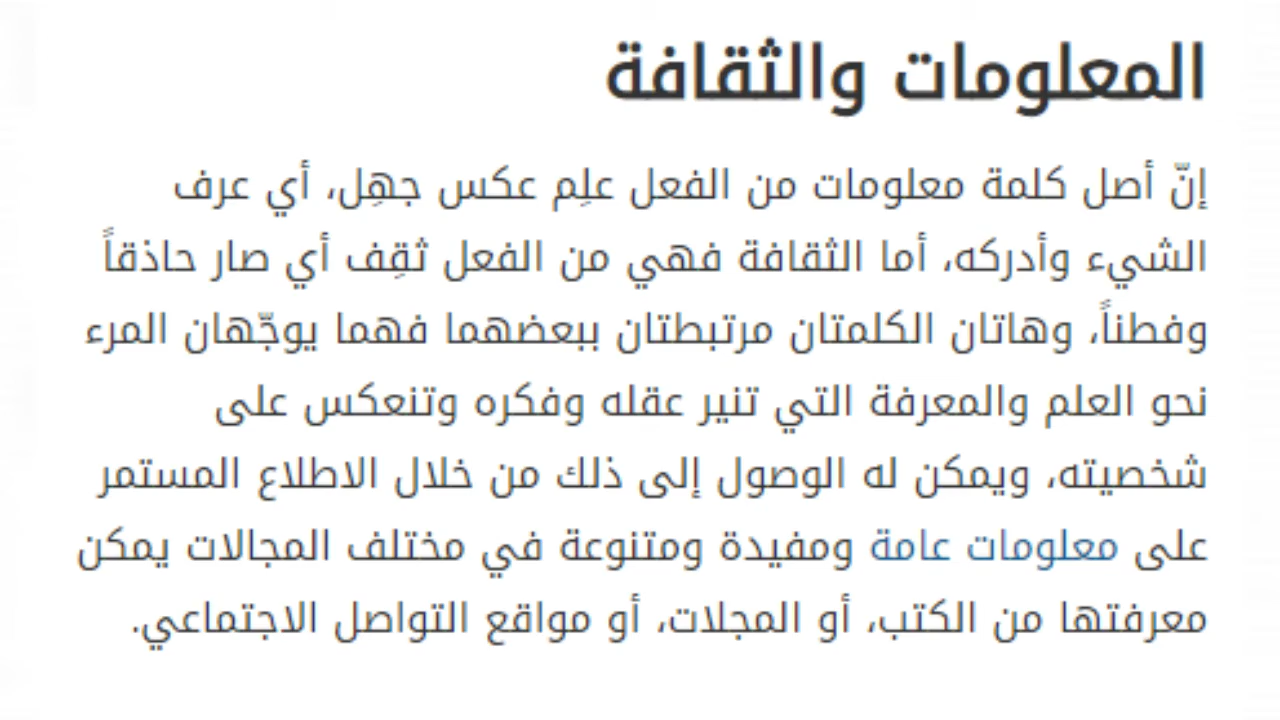 المعلومات والثقافة
إنّ أصل كلمة معلومات من الفعل علِم عكس جهِل، أي عرف
الشيء وأدركه، أما الثقافة فهي من الفعل ثقِف أي صار حاذقاً
وفطناً، وهاتان الكلمتان مرتبطتان ببعضهما فهما يوجّهان المرء
نحو العلم والمعرفة التي تنير عقله وفكره وتنعكس على
شخصيته، ويمكن له الوصول إلى ذلك من خلال الاطلاع المستمر
على معلومات عامة ومفيدة ومتنوعة في مختلف المجالات يمكن
معرفتها من الكتب، أو المجلات، أو مواقع التواصل الاجتماعي.